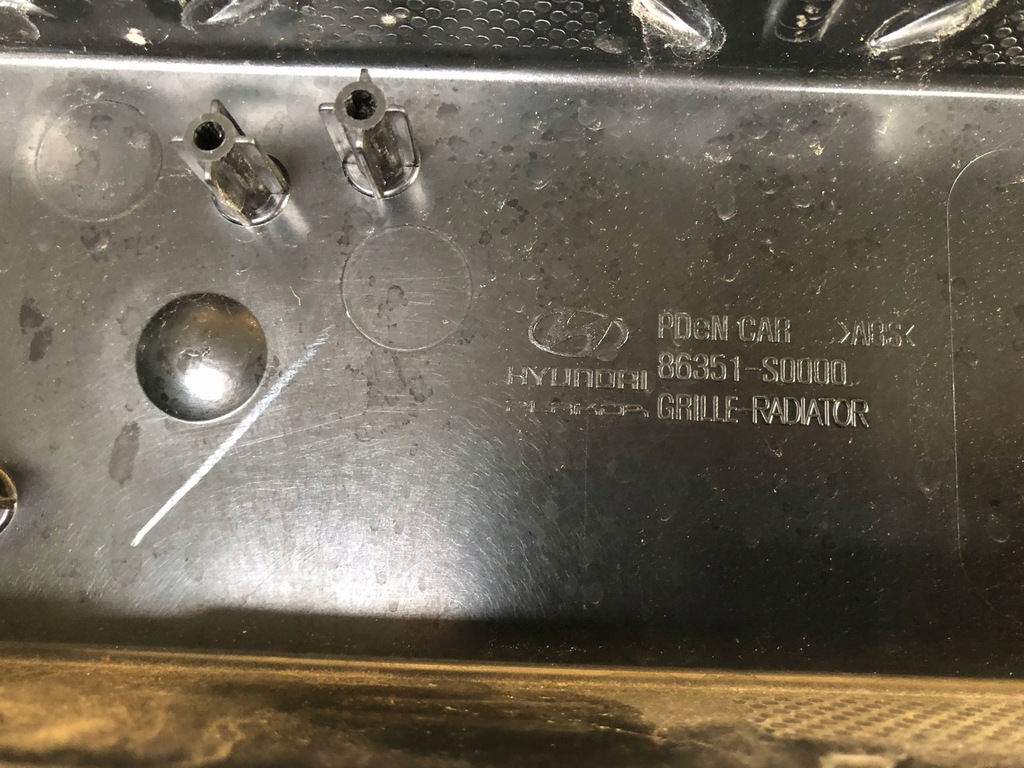 PDeN CAR >ABS<
HYUNDAI 86351-S0000
GRILLE-RADIATOR